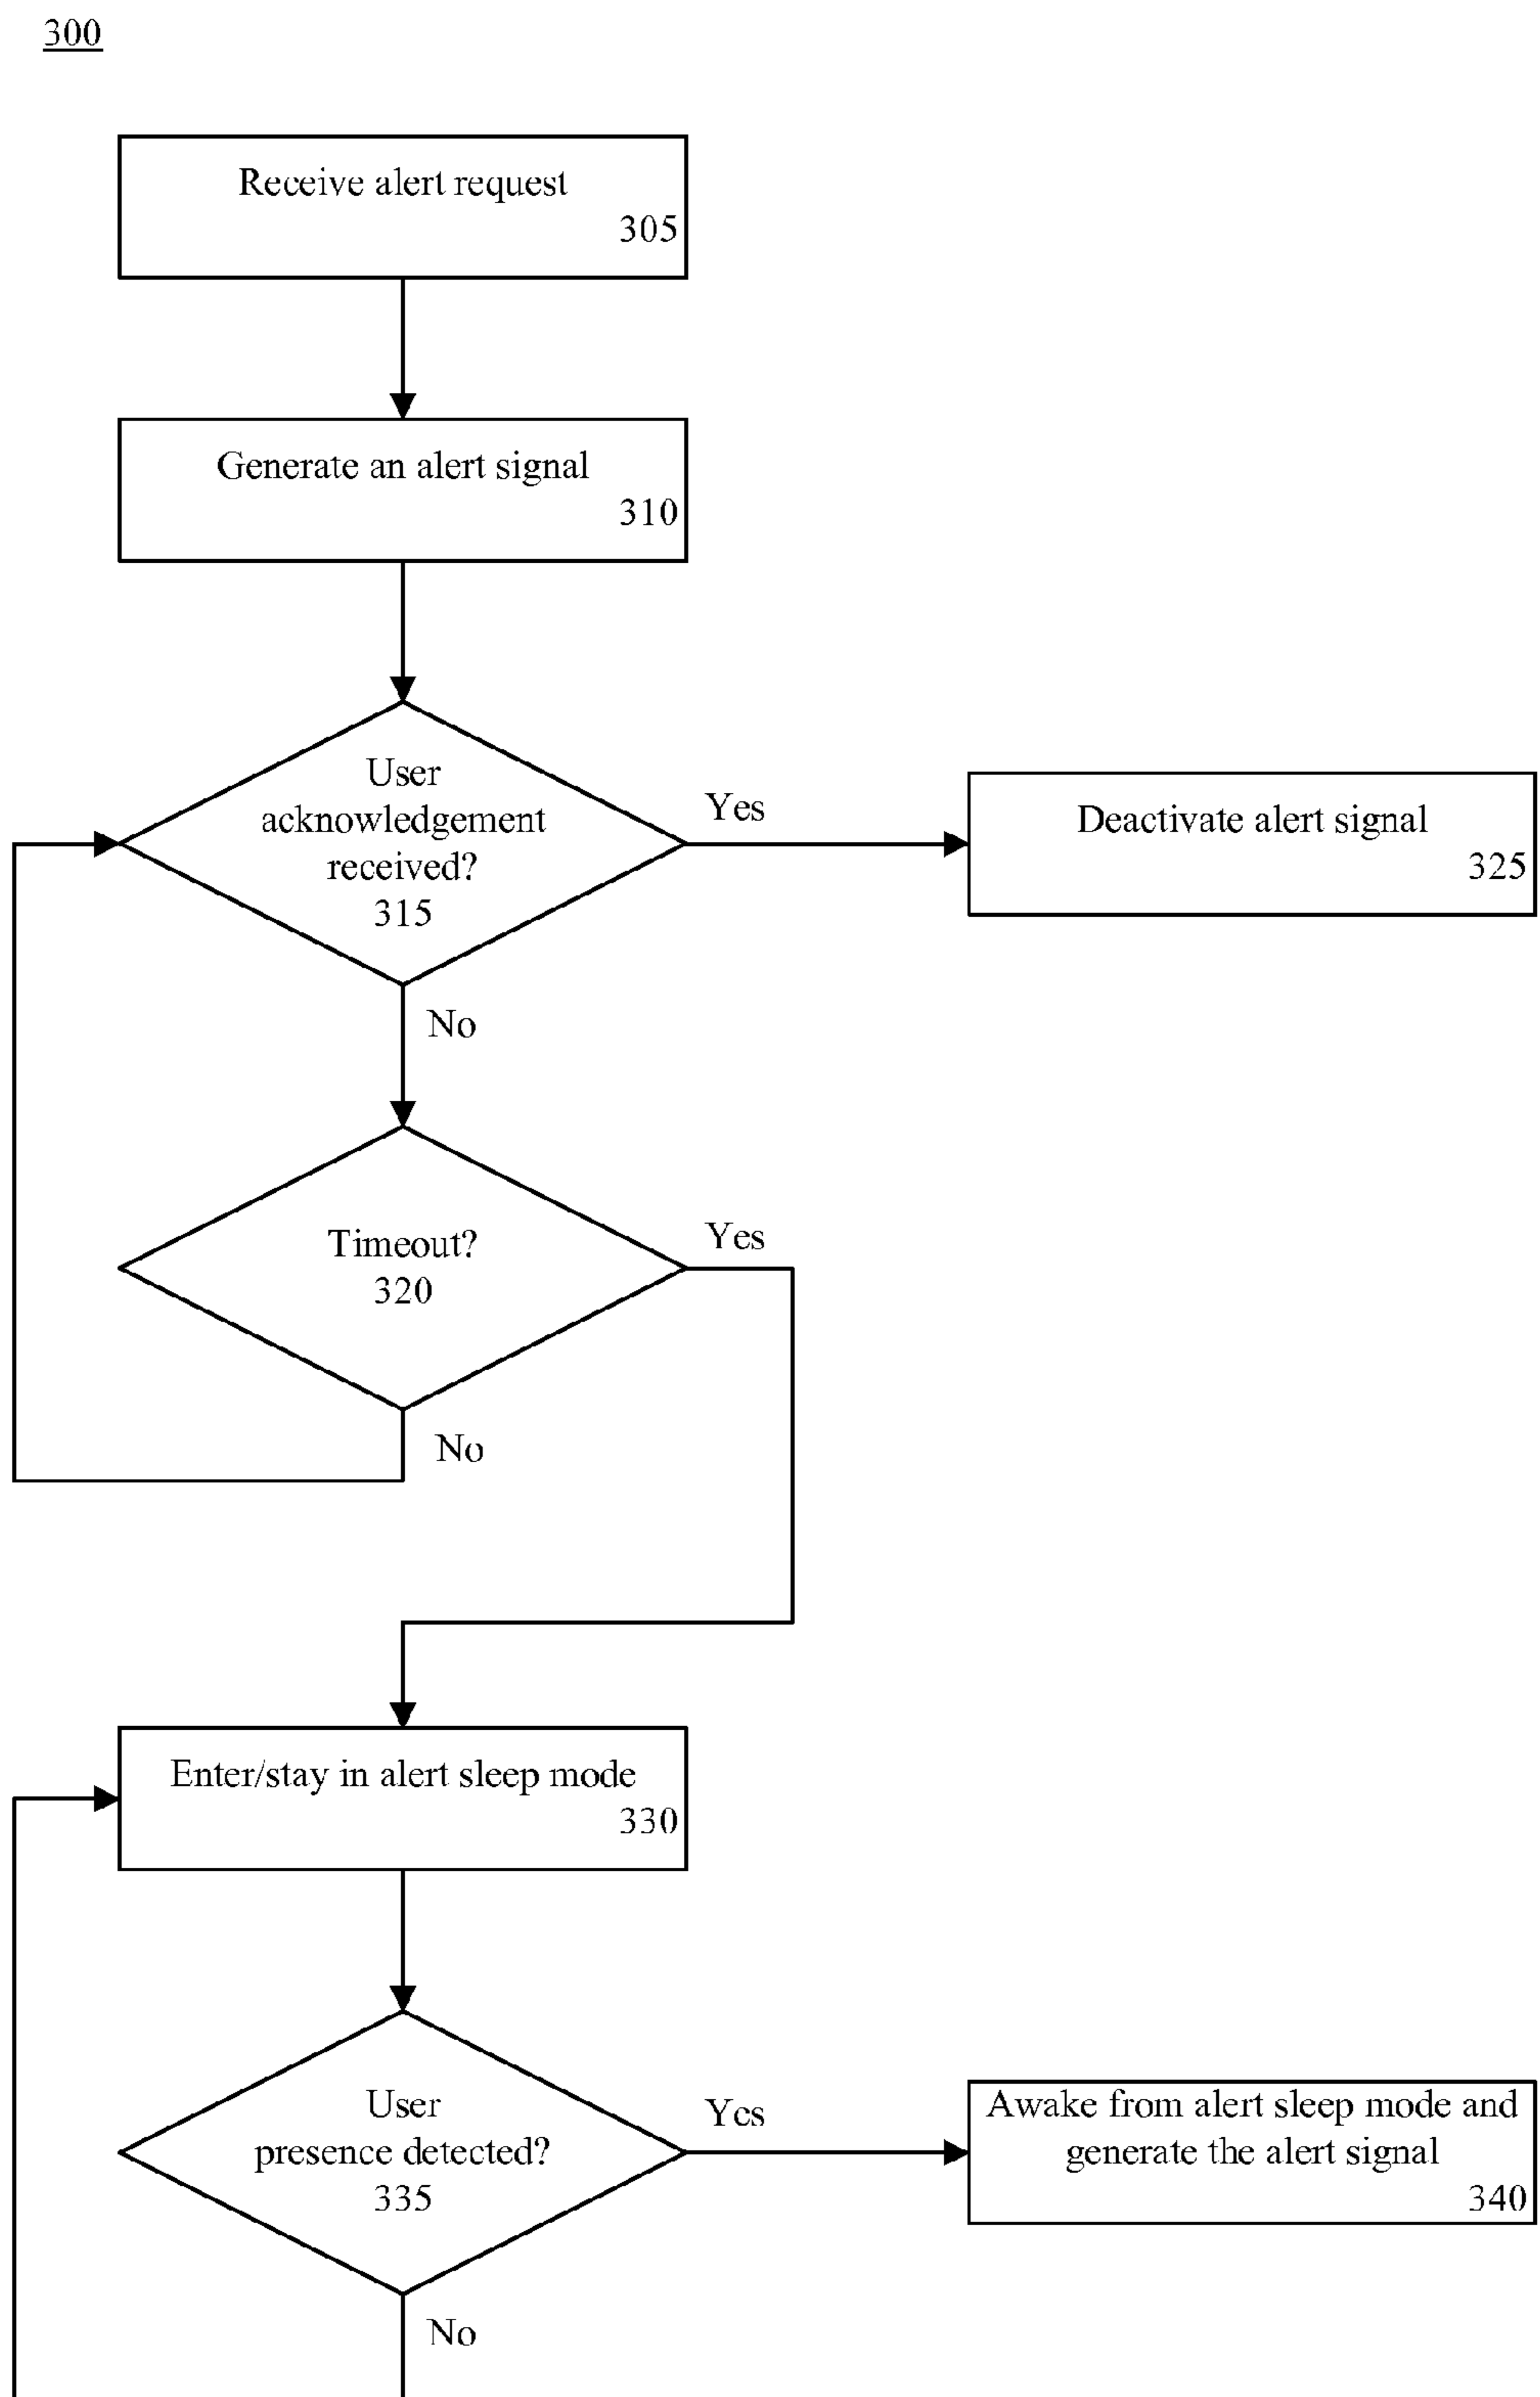 300
Receive alert request
305
Generate an alert signal
310
User
acknowledgement
received?
315
Yes
Deactivate alert signal
325
No
Timeout?
320
Yes
No
Enter/stay in alert sleep mode
330
User
presence detected?
335
Yes
Awake from alert sleep mode and
generate the alert signal
340
No